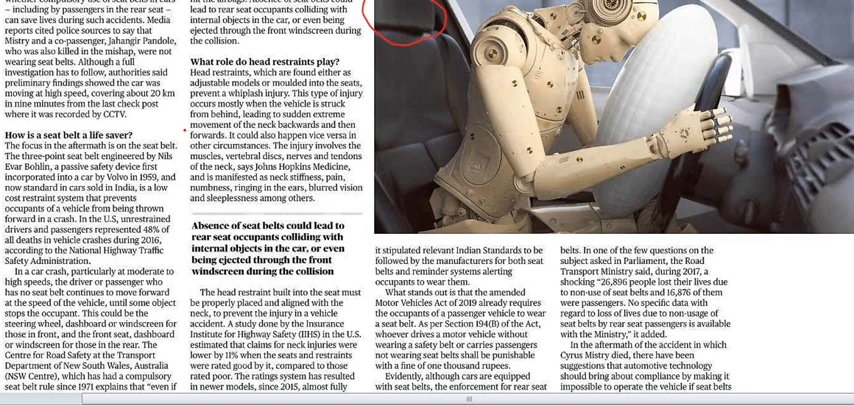 whether compulsory use of seat belts in cars
– including by passengers in the rear seat –
can save lives during such accidents. Media
reports cited police sources to say that
Mistry and a co-passenger, Jahangir Pandole,
who was also killed in the mishap, were not
wearing seat belts. Although a full
investigation has to follow, authorities said
preliminary findings showed the car was
moving at high speed, covering about 20 km
in nine minutes from the last check post
where it was recorded by CCTV.
How is a seat belt a life saver?
The focus in the aftermath is on the seat belt.
The three-point seat belt engineered by Nils
Evar Bohlin, a passive safety device first
incorporated into a car by Volvo in 1959, and
now standard in cars sold in India, is a low
cost restraint system that prevents
occupants of a vehicle from being thrown
forward in a crash. In the U.S, unrestrained
drivers and passengers represented 48% of
all deaths in vehicle crashes during 2016,
according to the National Highway Traffic
Safety Administration.
In a car crash, particularly at moderate to
high speeds, the driver or passenger who
has no seat belt continues to move forward
at the speed of the vehicle, until some object
stops the occupant. This could be the
steering wheel, dashboard or windscreen for
those in front, and the front seat, dashboard
or windscreen for those in the rear. The
Centre for Road Safety at the Transport
Department of New South Wales, Australia
(NSW Centre), which has had a compulsory
seat belt rule since 1971 explains that "even if
lead to rear seat occupants colliding with
internal objects in the car, or even being
ejected through the front windscreen during
the collision.
What role do head restraints play?
Head restraints, which are found either as
adjustable models or moulded into the seats,
prevent a whiplash injury. This type of injury
occurs mostly when the vehicle is struck
from behind, leading to sudden extreme
movement of the neck backwards and then
forwards. It could also happen vice versa in
other circumstances. The injury involves the
muscles, vertebral discs, nerves and tendons
of the neck, says Johns Hopkins Medicine,
and is manifested as neck stiffness, pain,
numbness, ringing in the ears, blurred vision
and sleeplessness among others.
Absence of seat belts could lead to
rear seat occupants colliding with
internal objects in the car, or even
being ejected through the front
windscreen during the collision
The head restraint built into the seat must
be properly placed and aligned with the
neck, to prevent the injury in a vehicle
accident. A study done by the Insurance
Institute for Highway Safety (IIHS) in the U.S.
estimated that claims for neck injuries were
lower by 11% when the seats and restraints
were rated good by it, compared to those
rated poor. The ratings system has resulted
in newer models, since 2015, almost fully
it stipulated relevant Indian Standards to be
followed by the manufacturers for both seat
belts and reminder systems alerting
occupants to wear them.
What stands out is that the amended
Motor Vehicles Act of 2019 already requires
the occupants of a passenger vehicle to wear
a seat belt. As per Section 194(B) of the Act,
whoever drives a motor vehicle without
wearing a safety belt or carries passengers
not wearing seat belts shall be punishable
with a fine of one thousand rupees.
Evidently, although cars are equipped
with seat belts, the enforcement for rear seat
belts. In one of the few questions on the
subject asked in Parliament, the Road
Transport Ministry said, during 2017, a
shocking "26,896 people lost their lives due
to non-use of seat belts and 16,876 of them
were passengers. No specific data with
regard to loss of lives due to non-usage of
seat belts by rear seat passengers is available
with the Ministry," it added.
In the aftermath of the accident in which
Cyrus Mistry died, there have been
suggestions that automotive technology
should bring about compliance by making it
impossible to operate the vehicle if seat belts